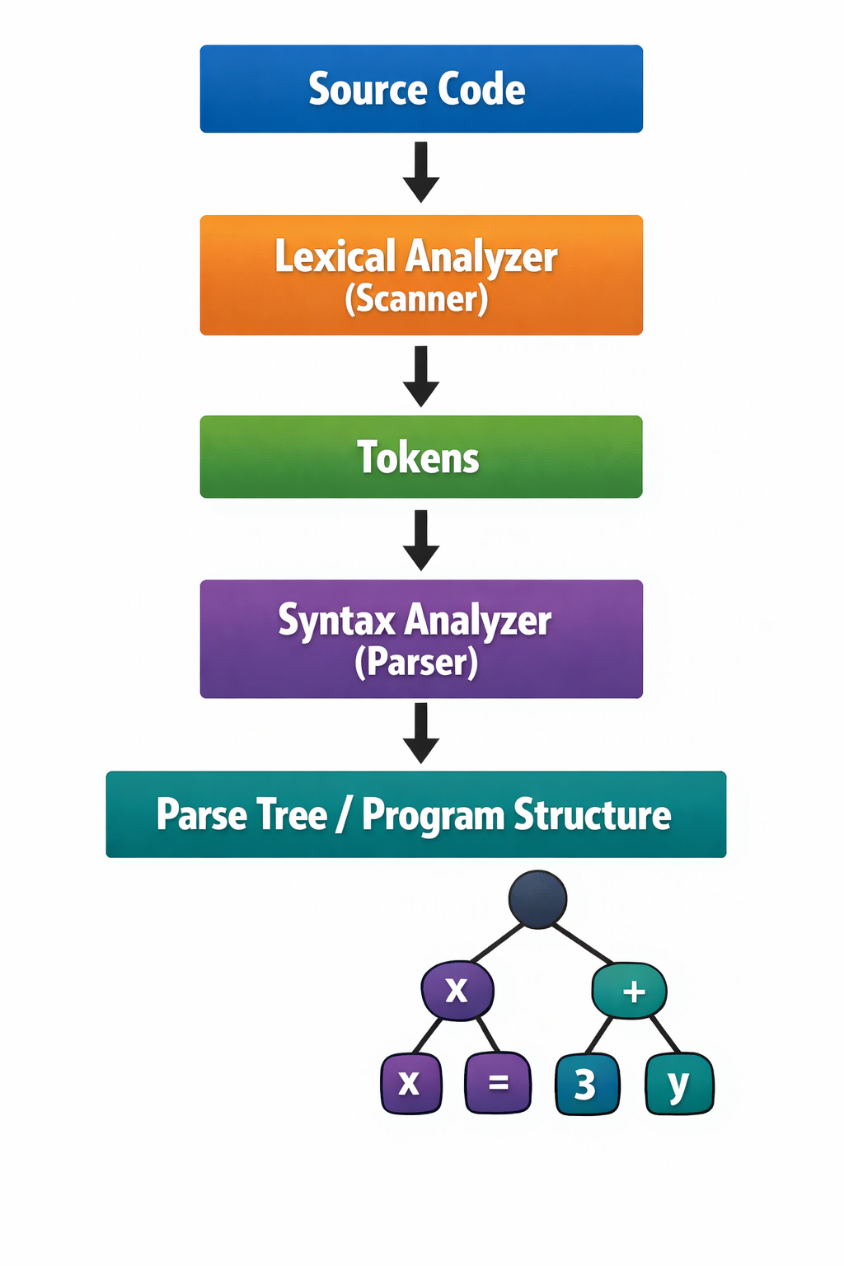 Source Code
Lexical Analyzer
(Scanner)
Tokens
Syntax Analyzer
(Parser)
Parse Tree / Program Structure
x +
x = 3 y